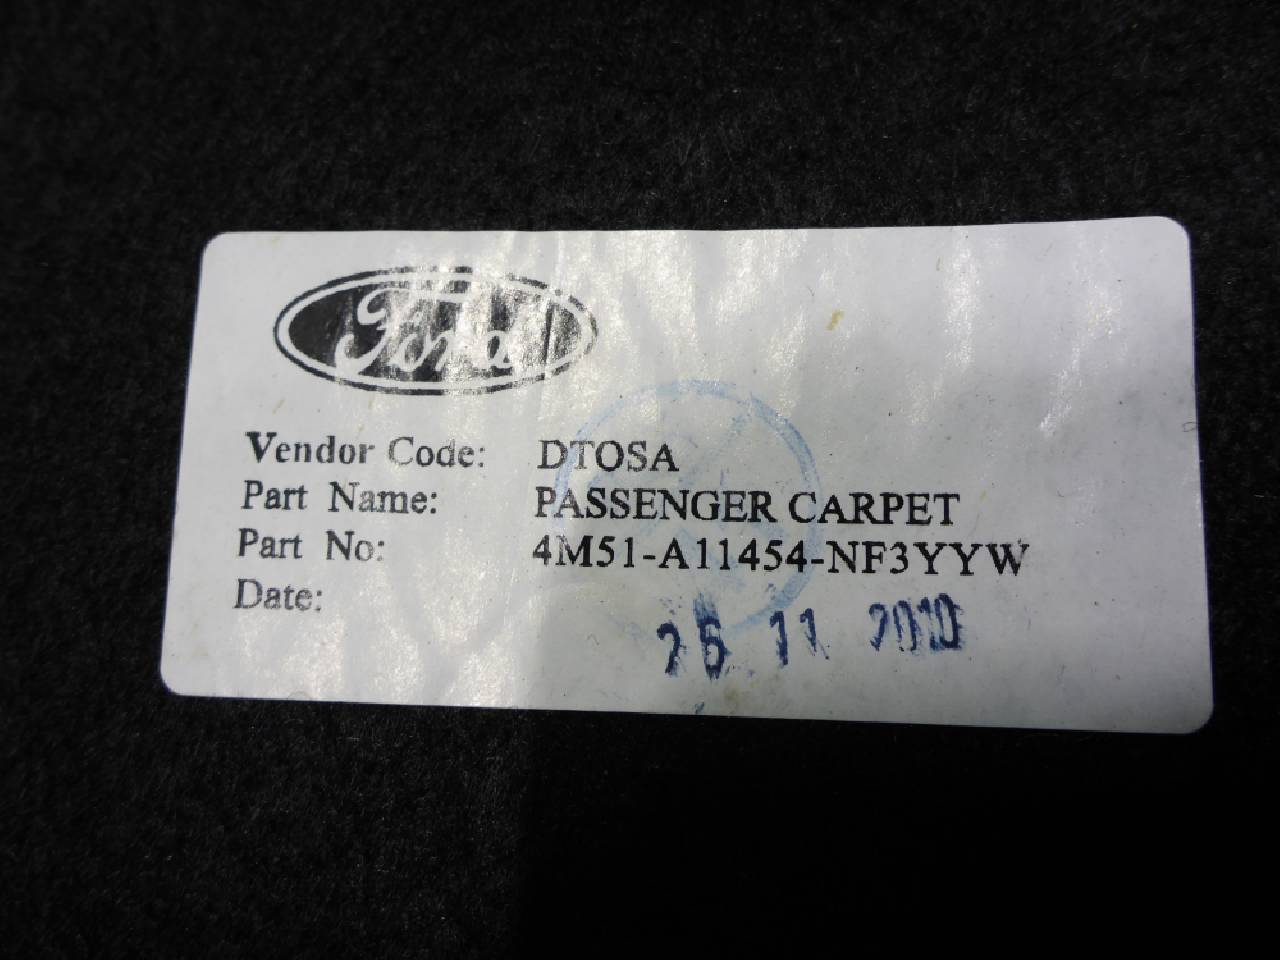 Ford
Vendor Code: DTOSA
Part Name: PASSENGER CARPET
Part No: 4M51-A11454-NF3YYW
Date: 26 11 2010